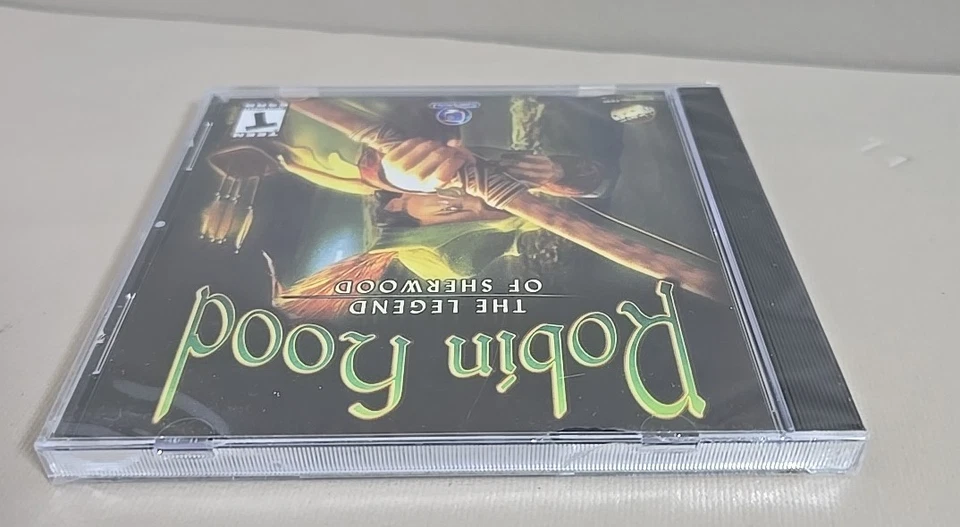 Robin Hood
THE LEGEND
OF SHERWOOD
TEEN
T